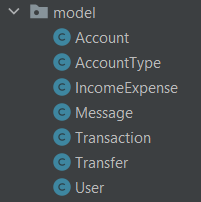 model
Account
AccountType
IncomeExpense
Message
Transaction
Transfer
User